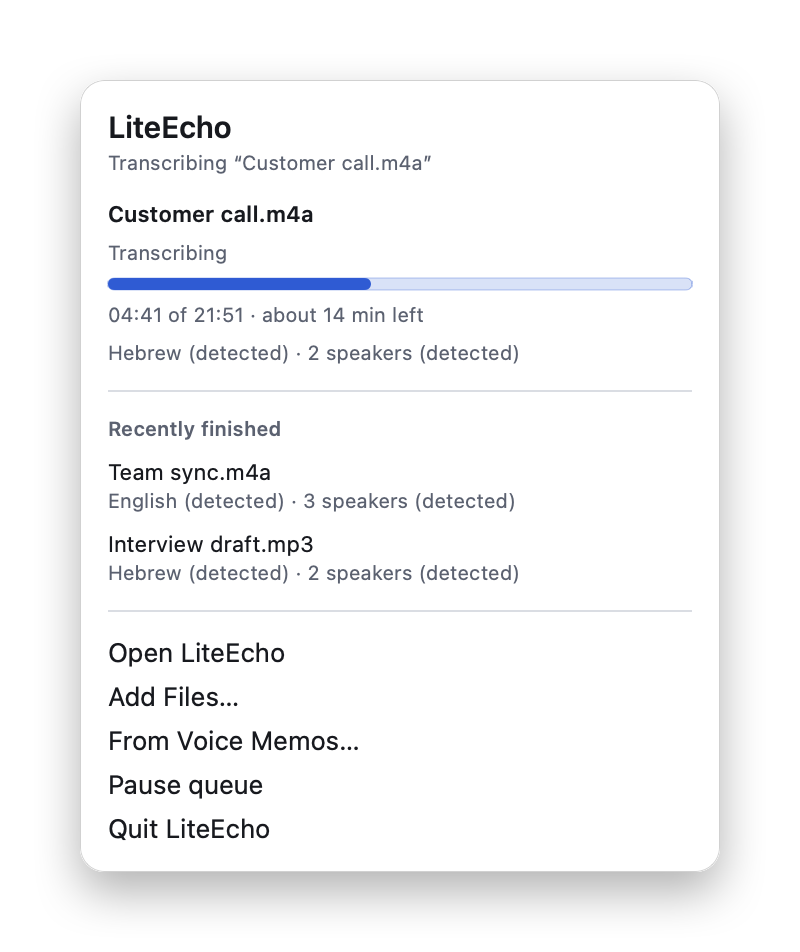 LiteEcho
Transcribing “Customer call.m4a”
Customer call.m4a
Transcribing
04:41 of 21:51 · about 14 min left
Hebrew (detected) · 2 speakers (detected)
Recently finished
Team sync.m4a
English (detected) · 3 speakers (detected)
Interview draft.mp3
Hebrew (detected) · 2 speakers (detected)
Open LiteEcho
Add Files…
From Voice Memos…
Pause queue
Quit LiteEcho